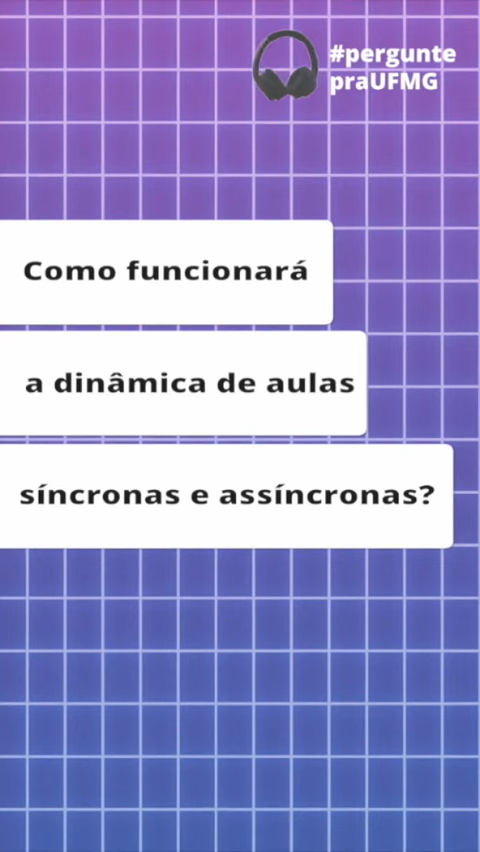 #pergunte
praUFMG
Como funcionará
a dinâmica de aulas
síncronas e assíncronas?